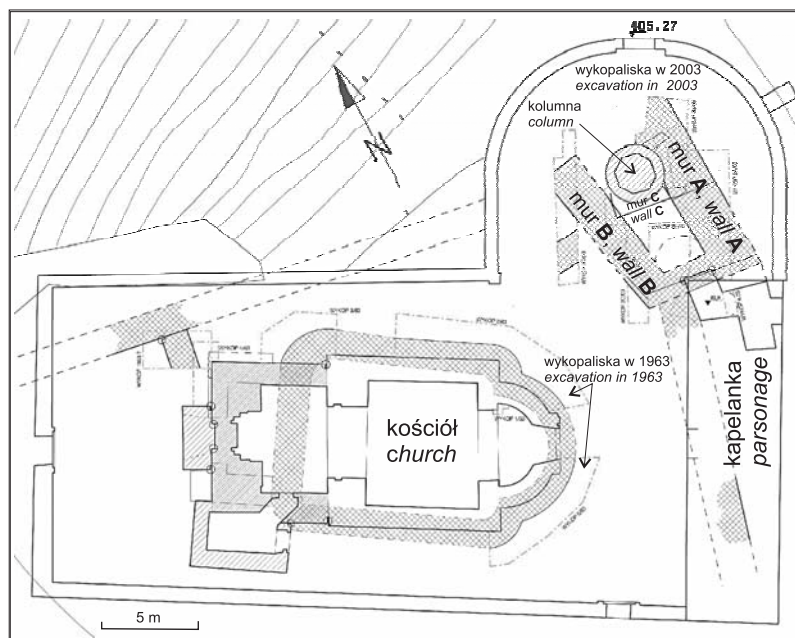 405.27
wykopaliska w 2003
excavation in 2003
kolumna
column
mur A, wall A
mur C
wall C
mur B, wall B
N
wykopaliska w 1963
excavation in 1963
kościół
church
kapelanka
parsonage
5 m